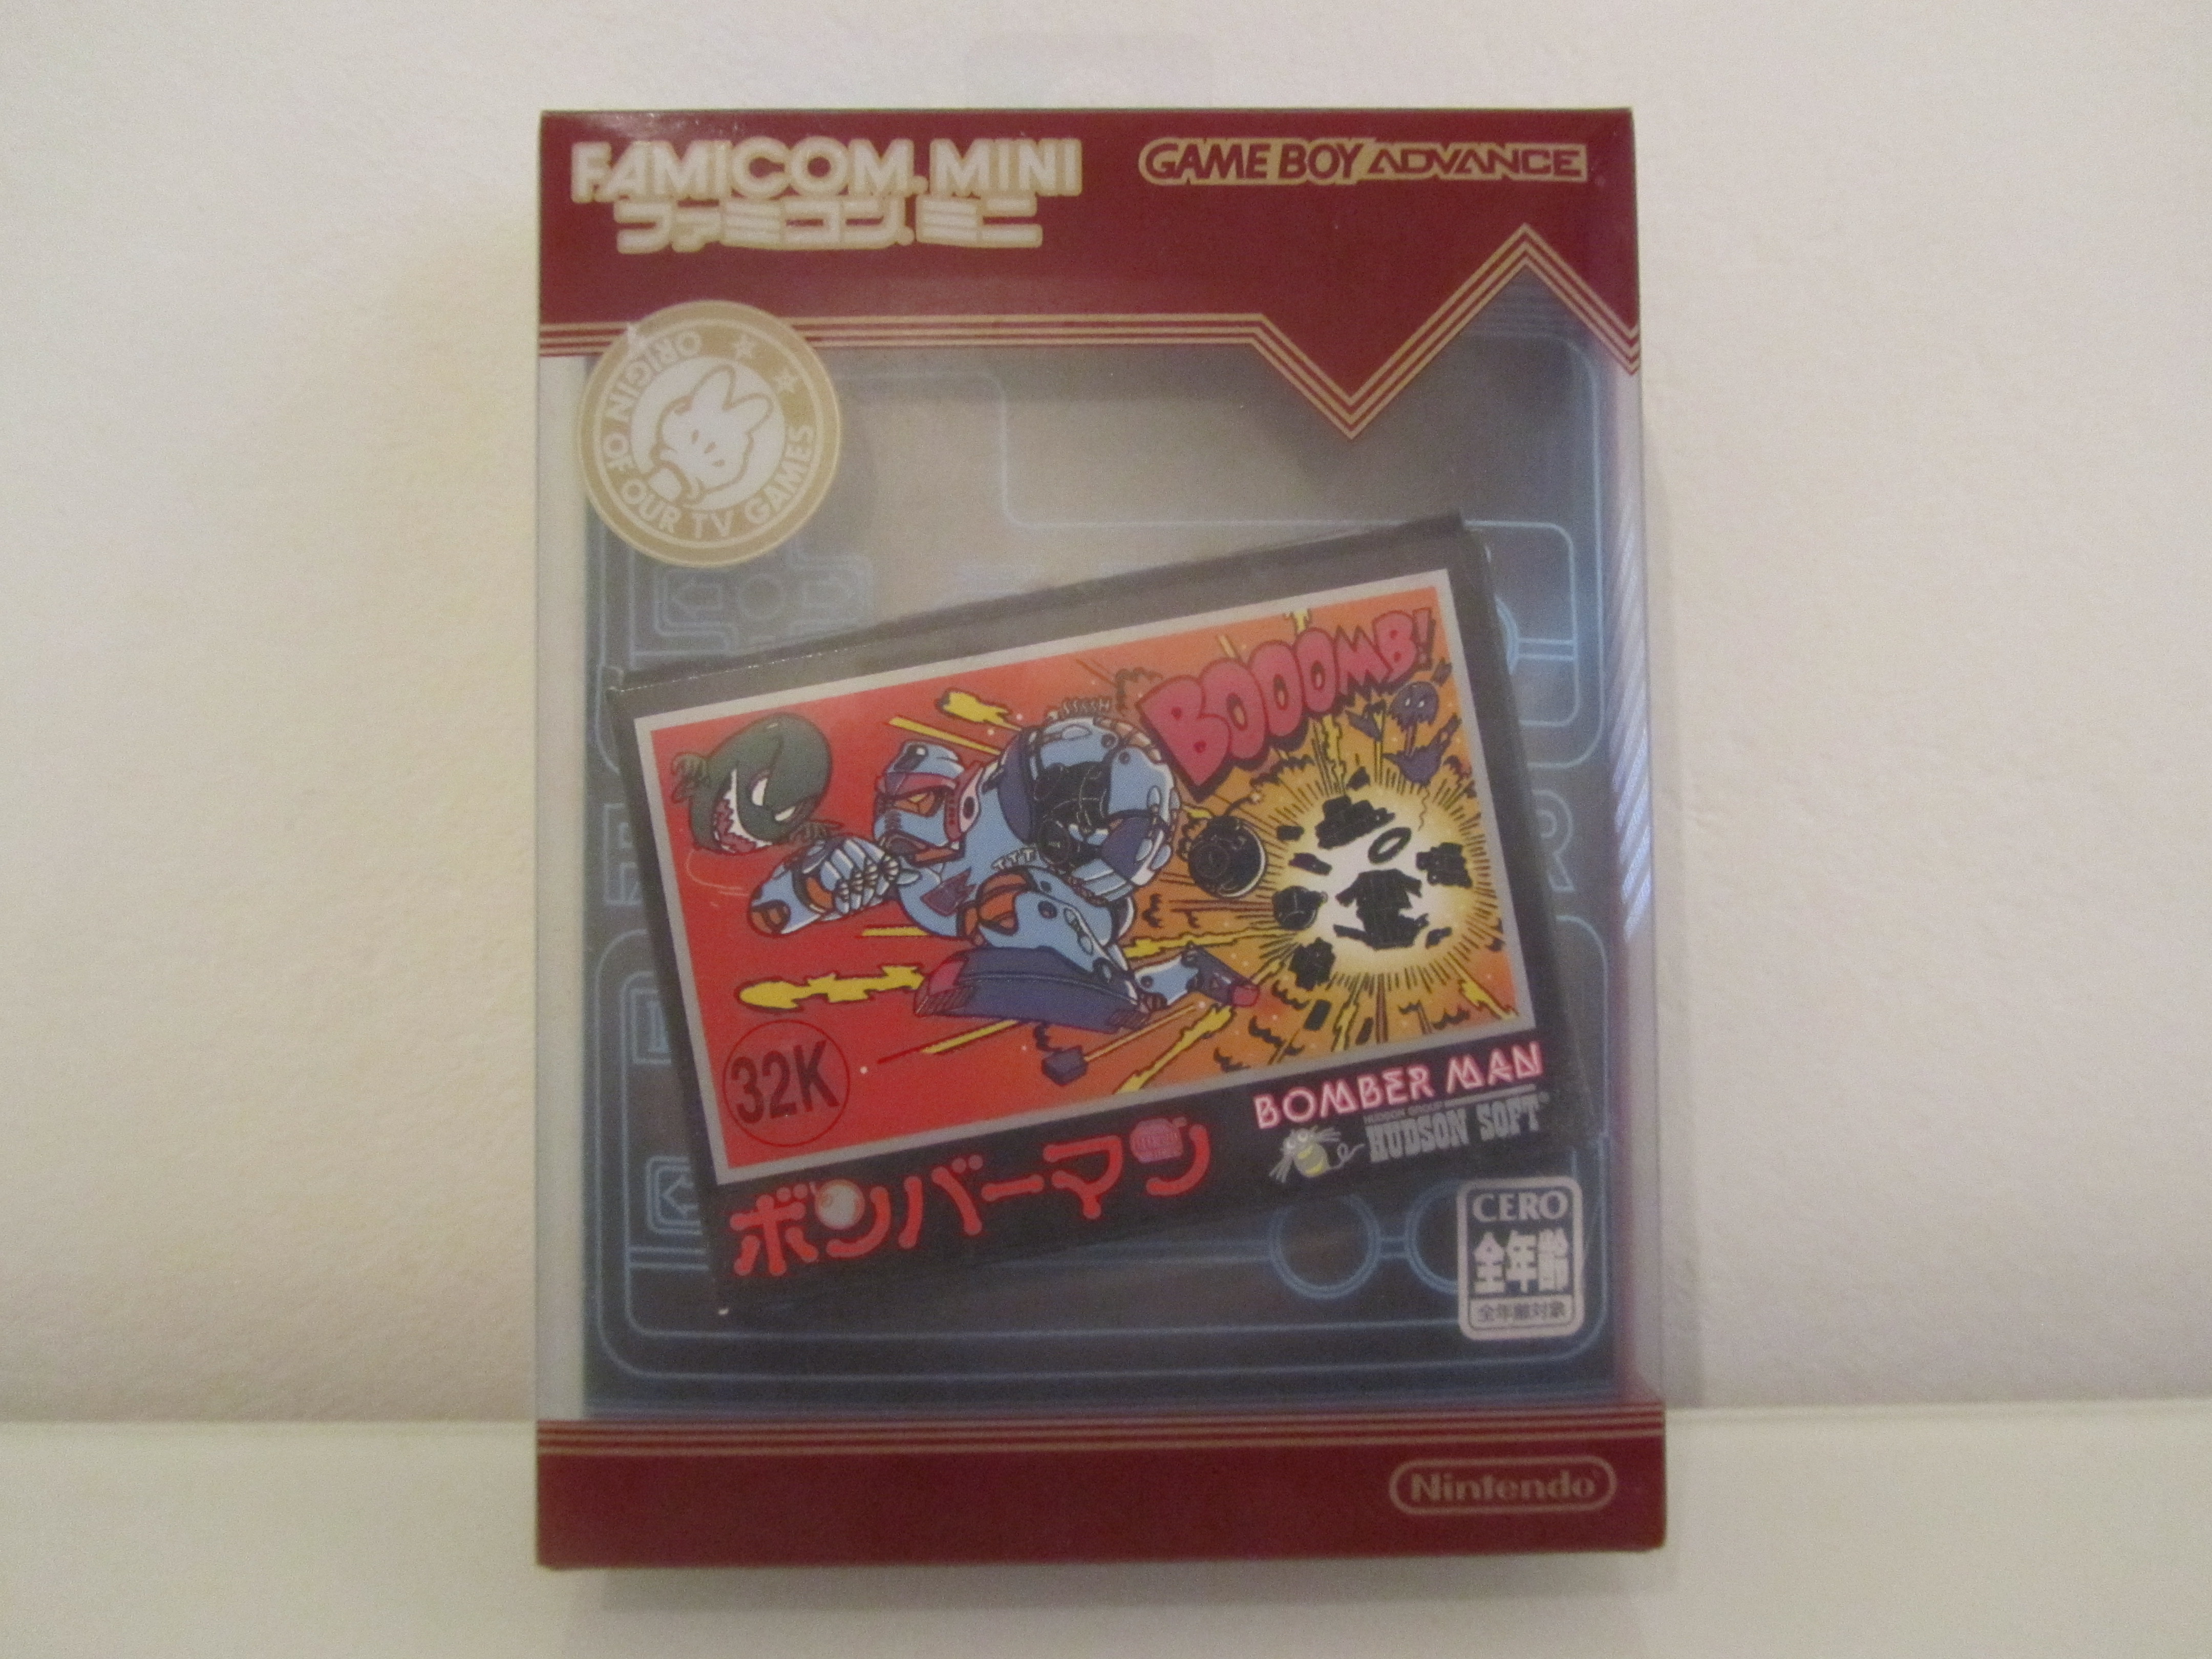 FAMICOM MINI
ファミコンミニ
GAME BOY ADVANCE
ORIGIN OF OUR TV GAMES
BOOOMB!
32K
BOMBER MAN
HUDSON GROUP
HUDSON SOFT
ボンバーマン
CERO
全年齢
全年齢対象
Nintendo